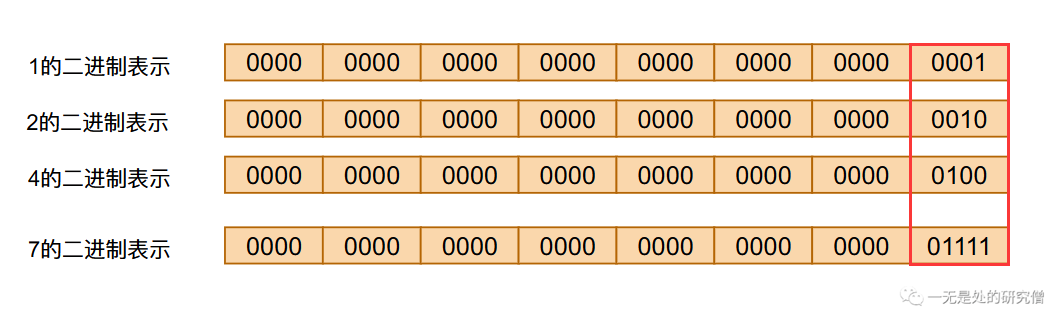 1的二进制表示 0000 0000 0000 0000 0000 0000 0000 0001
2的二进制表示 0000 0000 0000 0000 0000 0000 0000 0010
4的二进制表示 0000 0000 0000 0000 0000 0000 0000 0100
7的二进制表示 0000 0000 0000 0000 0000 0000 0000 01111
一无是处的研究僧